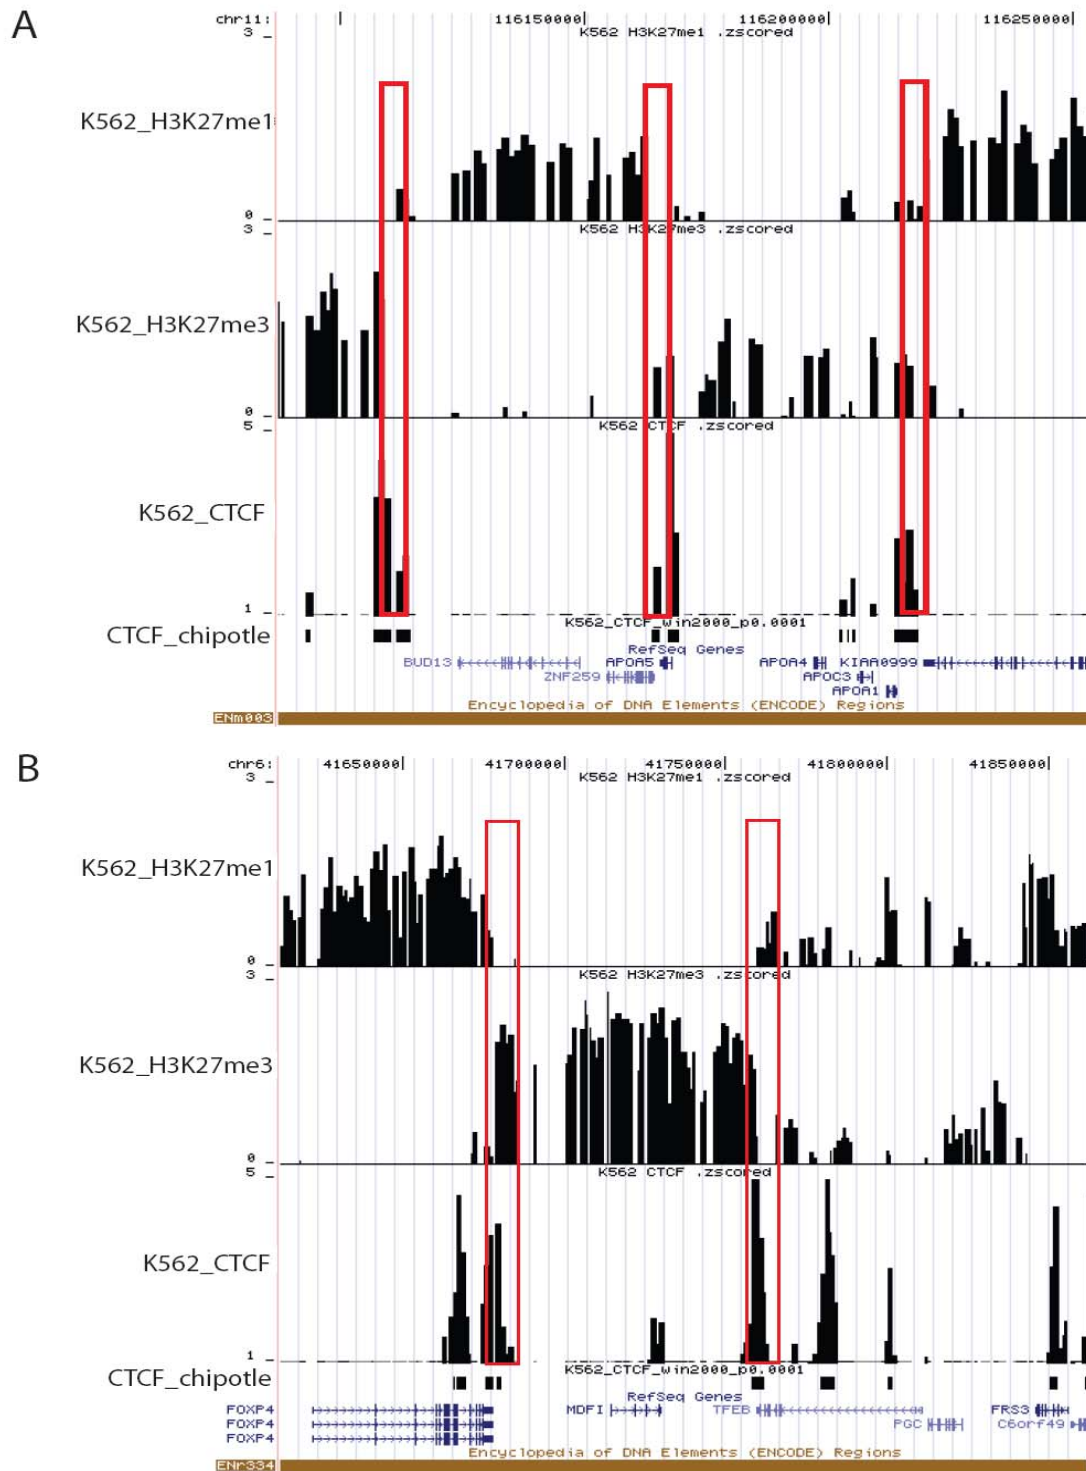 A
chr11: 116150000| 116200000| 116250000|
3 _ K562 H3K27me1 .zscored
K562_H3K27me1
0 _
3 _ K562 H3K27me3 .zscored
K562_H3K27me3
0 _
5 _ K562 CTCF .zscored
K562_CTCF
1 _
K562_CTCF_Win2000_p0.0001
CTCF_chipotle
RefSeq Genes
BUD13 APOA5 APOA4 KIAA0999
ZNF259 APOC3
APOA1
Encyclopedia of DNA Elements (ENCODE) Regions
ENm003
B
chr6: 41650000| 41700000| 41750000| 41800000| 41850000|
3 _ K562 H3K27me1 .zscored
K562_H3K27me1
0 _
3 _ K562 H3K27me3 .zscored
K562_H3K27me3
0 _
5 _ K562 CTCF .zscored
K562_CTCF
1 _
K562_CTCF_Win2000_p0.0001
CTCF_chipotle
RefSeq Genes
FOXP4 MDFI TFEB FRS3
FOXP4 PGC C6orf49
FOXP4
Encyclopedia of DNA Elements (ENCODE) Regions
ENr334